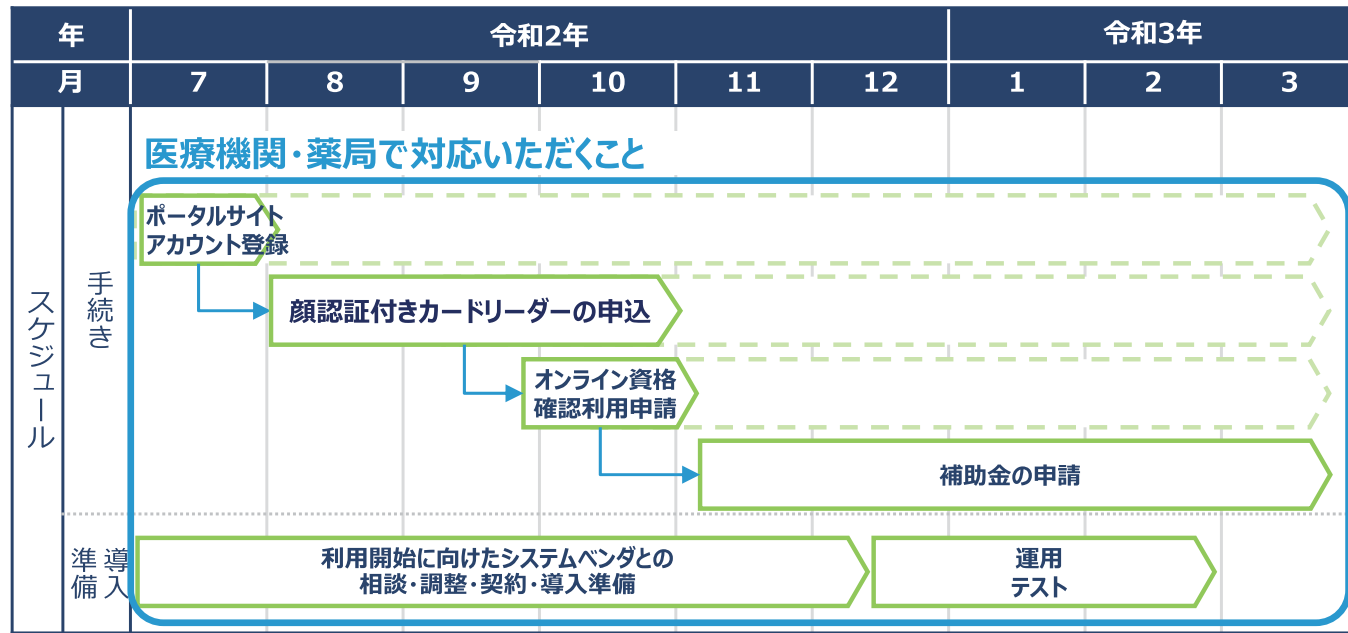 年 令和2年 令和3年
月 7 8 9 10 11 12 1 2 3
医療機関・薬局で対応いただくこと
スケジュール
手続き
ポータルサイト
アカウント登録
顔認証付きカードリーダーの申込
オンライン資格
確認利用申請
補助金の申請
導入
準備
利用開始に向けたシステムベンダとの
相談・調整・契約・導入準備
運用
テスト